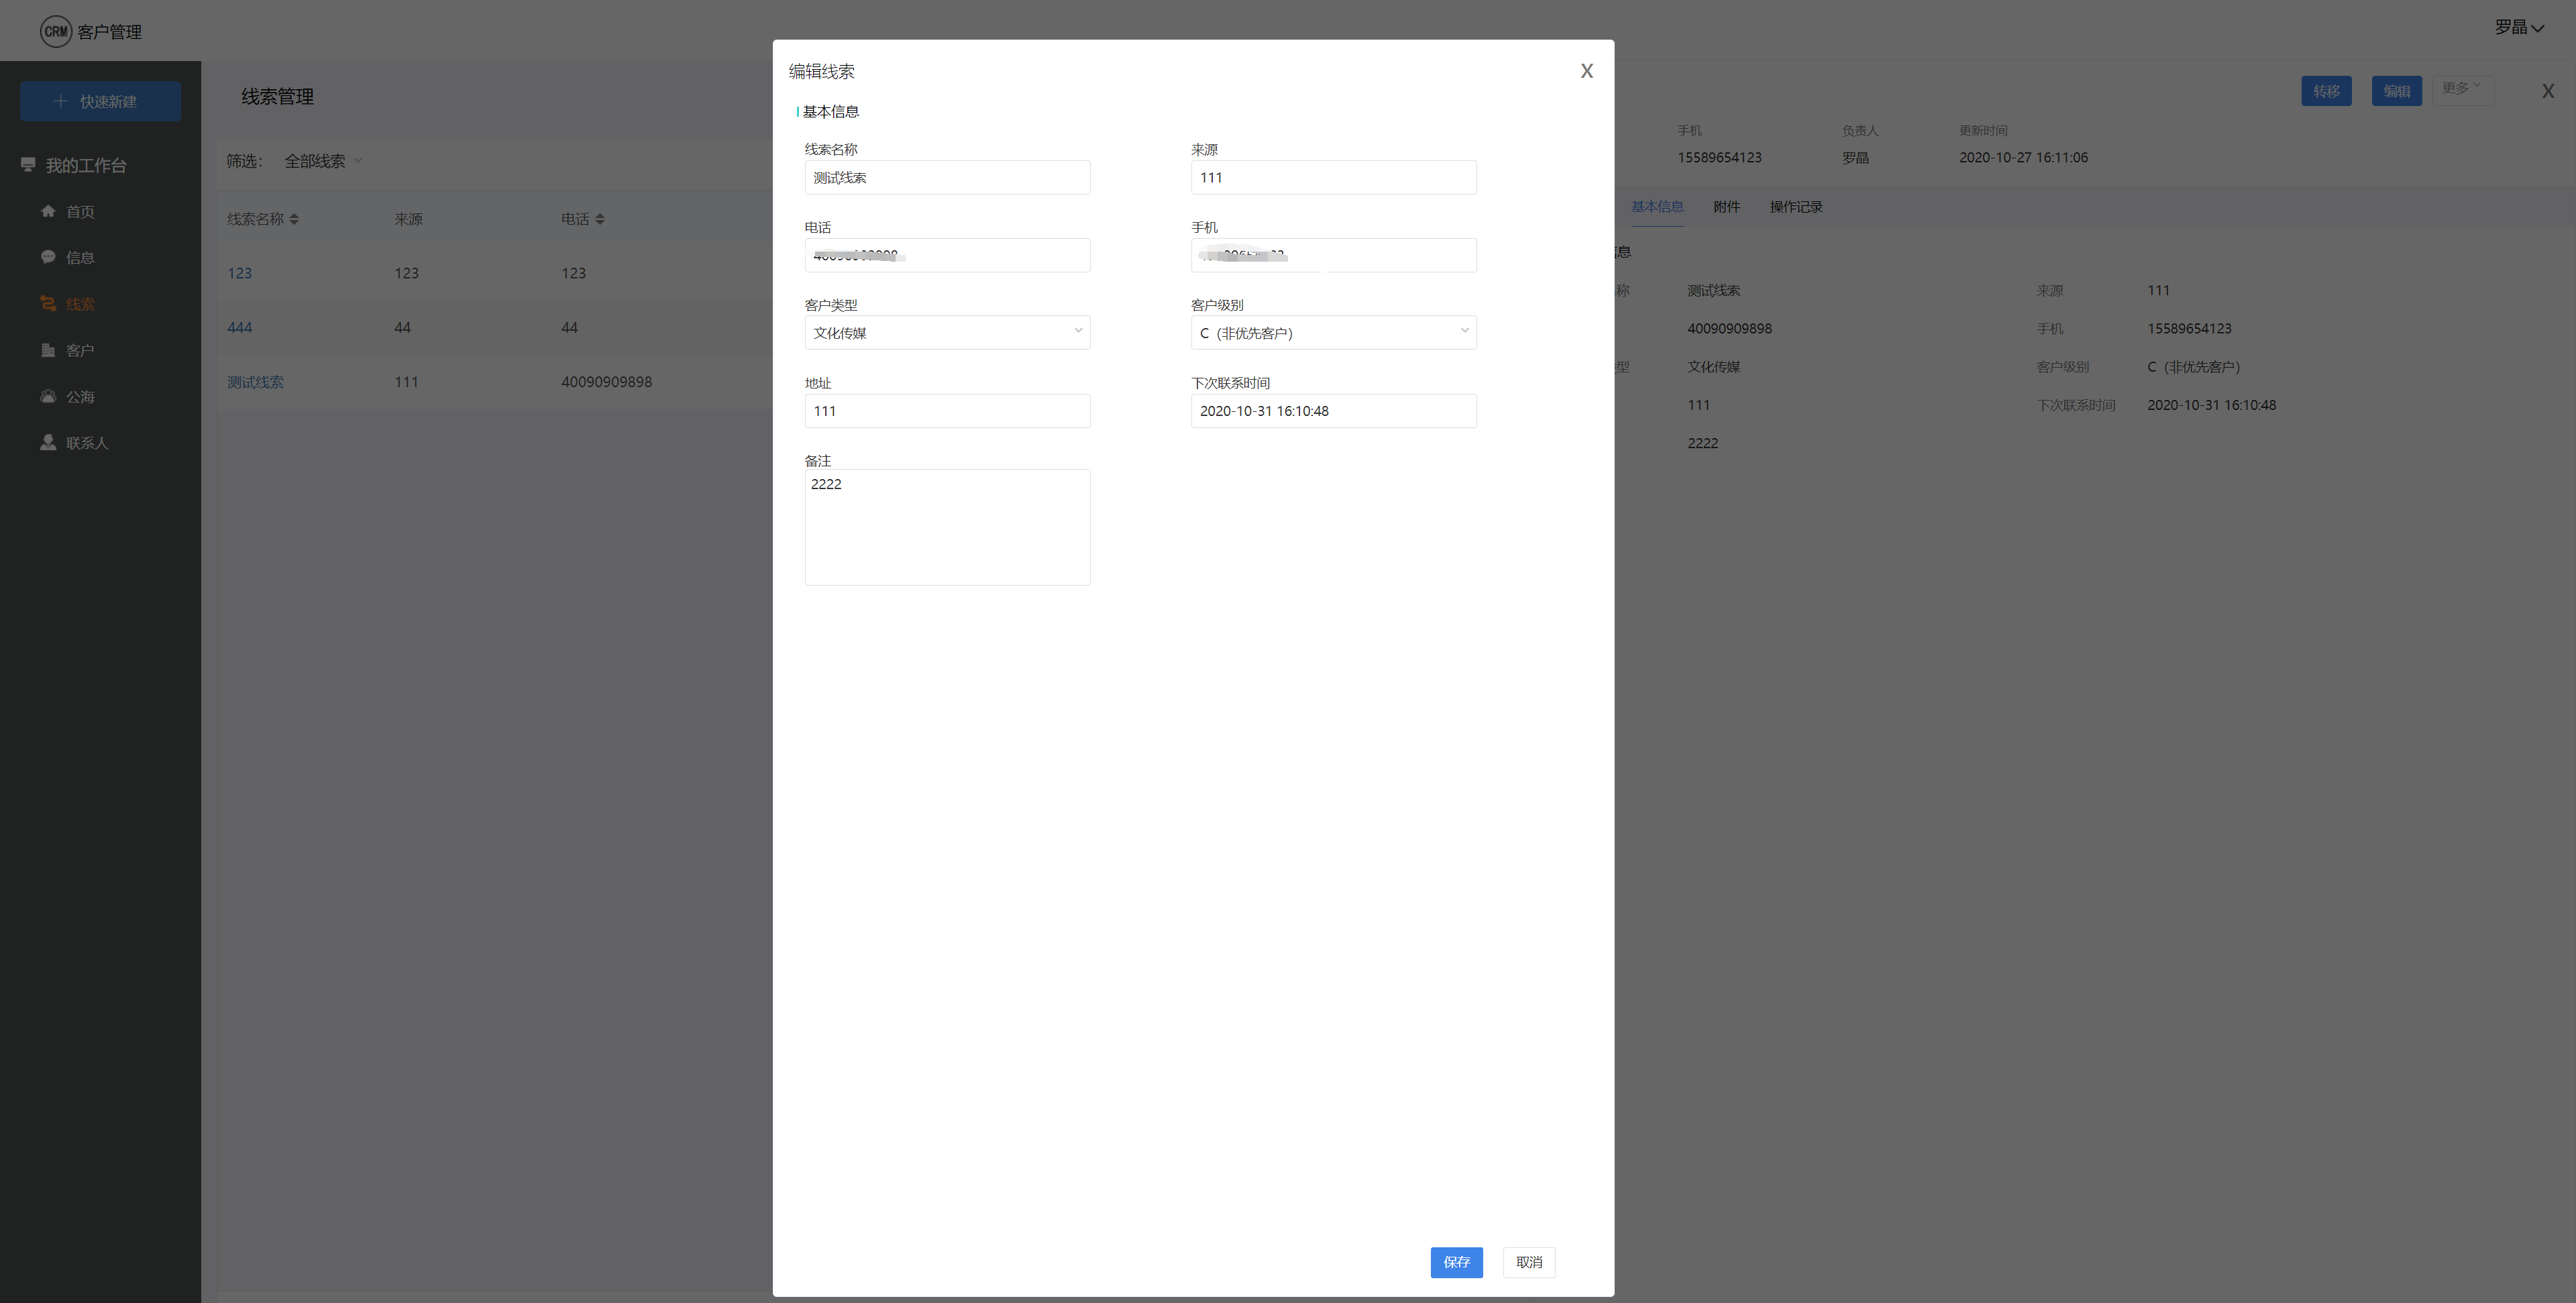 CRM 客户管理
罗晶
快速新建
我的工作台
首页
信息
线索
客户
公海
联系人
线索管理
筛选： 全部线索
线索名称 来源 电话
123 123 123
444 44 44
测试线索 111 40090909898
编辑线索 X
基本信息
线索名称 来源
测试线索 111
电话 手机
客户类型 客户级别
文化传媒 C（非优先客户）
地址 下次联系时间
111 2020-10-31 16:10:48
备注
2222
保存 取消
转移 编辑 更多 X
手机 负责人 更新时间
15589654123 罗晶 2020-10-27 16:11:06
基本信息 附件 操作记录
息
称 测试线索 来源 111
40090909898 手机 15589654123
型 文化传媒 客户级别 C（非优先客户）
111 下次联系时间 2020-10-31 16:10:48
2222